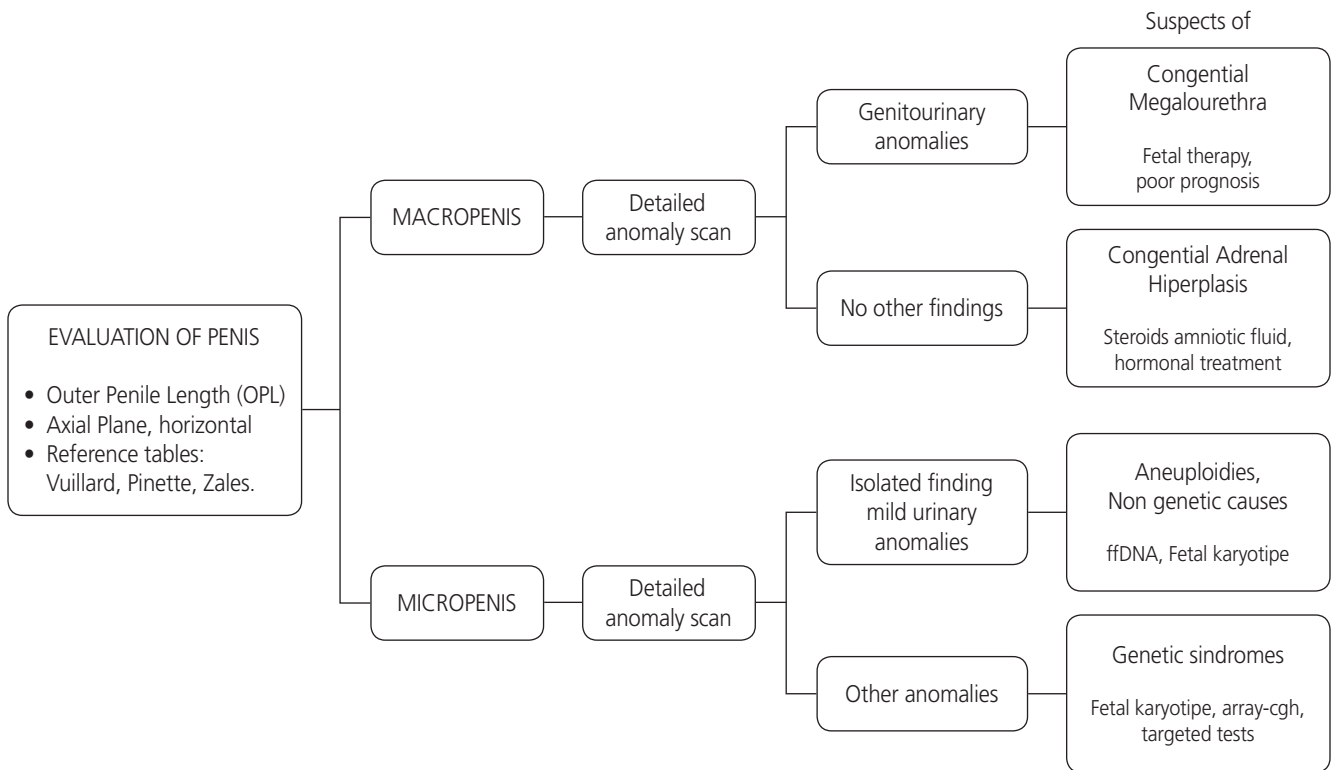 Suspects of
EVALUATION OF PENIS
• Outer Penile Length (OPL)
• Axial Plane, horizontal
• Reference tables:
Vuillard, Pinette, Zales.
MACROPENIS
Detailed
anomaly scan
Genitourinary
anomalies
Congential
Megalourethra
Fetal therapy,
poor prognosis
No other findings
Congential Adrenal
Hiperplasis
Steroids amniotic fluid,
hormonal treatment
MICROPENIS
Detailed
anomaly scan
Isolated finding
mild urinary
anomalies
Aneuploidies,
Non genetic causes
ffDNA, Fetal karyotipe
Other anomalies
Genetic sindromes
Fetal karyotipe, array-cgh,
targeted tests